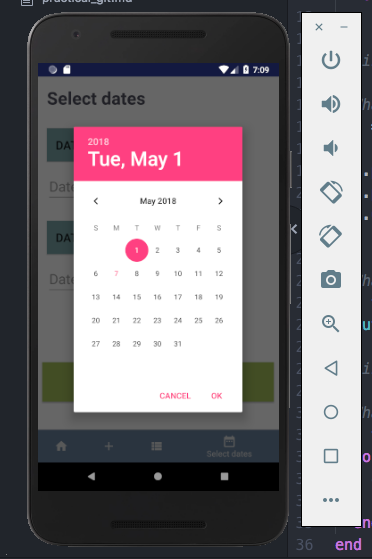 practical_git.md
7:09
Select dates
DAT
Date
DAT
Date
2018
Tue, May 1
May 2018
S M T W T F S
1 2 3 4 5
6 7 8 9 10 11 12
13 14 15 16 17 18 19
20 21 22 23 24 25 26
27 28 29 30 31
CANCEL OK
Select dates
36 end